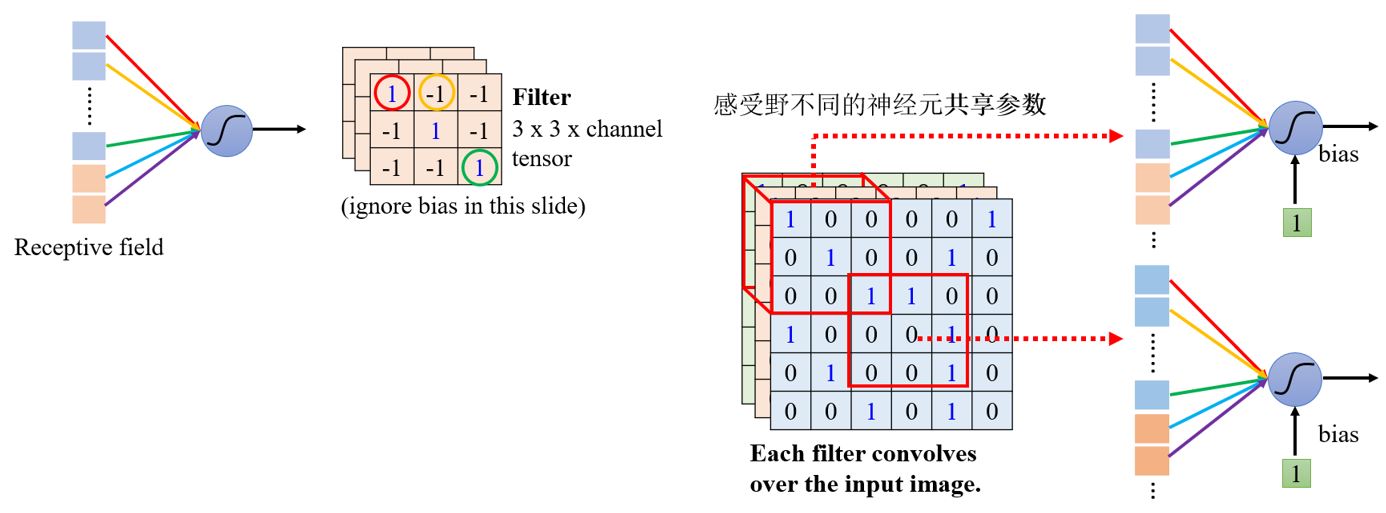 Receptive field
1 -1 -1
-1 1 -1
-1 -1 1
Filter
3 x 3 x channel
tensor
(ignore bias in this slide)
感受野不同的神经元共享参数
1 0 0 0 0 1
0 1 0 0 1 0
0 0 1 1 0 0
1 0 0 0 1 0
0 1 0 0 1 0
0 0 1 0 1 0
Each filter convolves
over the input image.
bias
1
bias
1